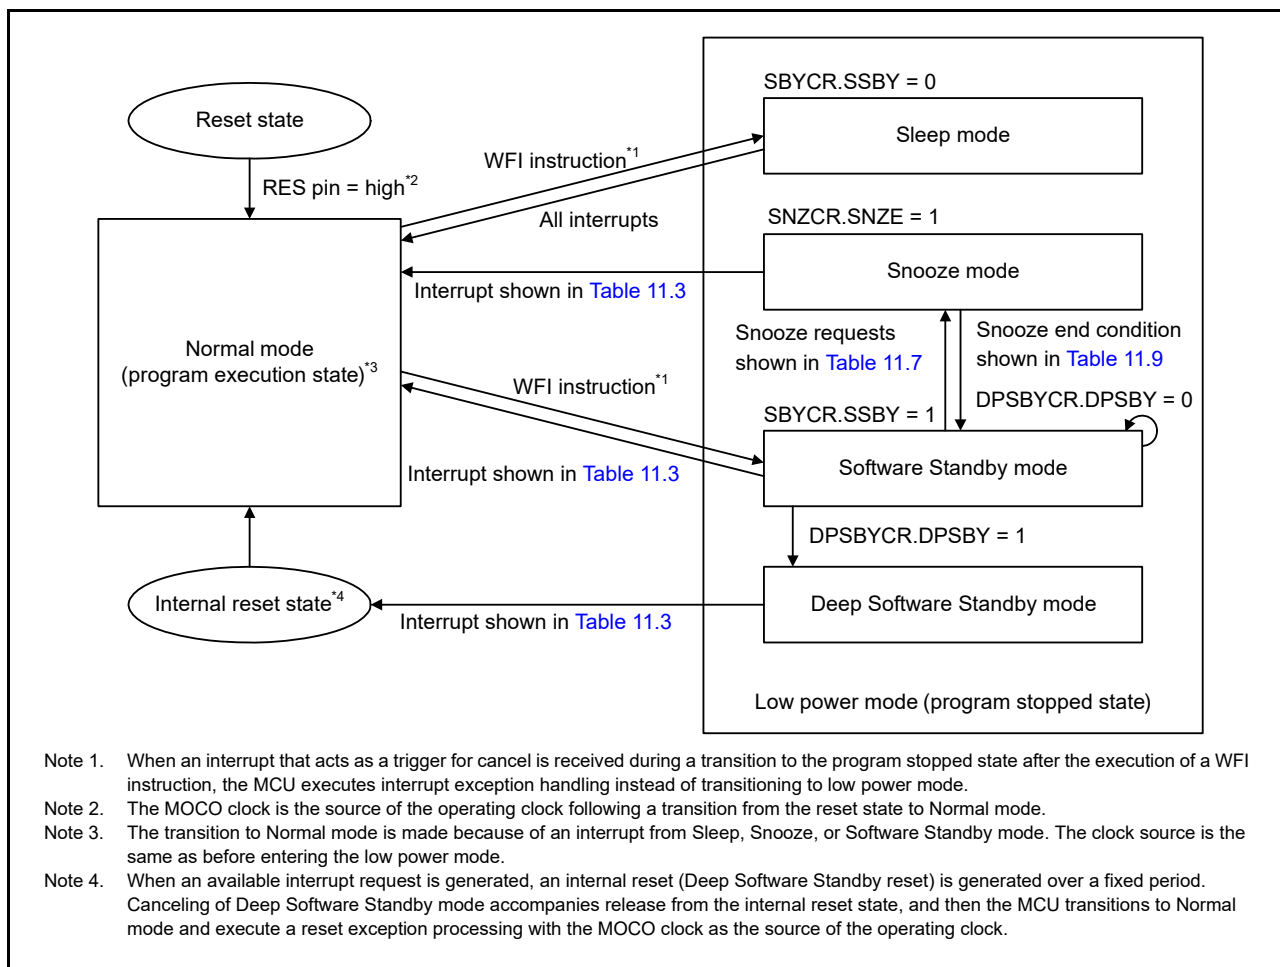 SBYCR.SSBY = 0
Reset state
Sleep mode
WFI instruction*1
RES pin = high*2
All interrupts
SNZCR.SNZE = 1
Snooze mode
Interrupt shown in Table 11.3
Snooze requests
shown in Table 11.7
Snooze end condition
shown in Table 11.9
Normal mode
(program execution state)*3
WFI instruction*1
DPSBYCR.DPSBY = 0
SBYCR.SSBY = 1
Software Standby mode
Interrupt shown in Table 11.3
DPSBYCR.DPSBY = 1
Internal reset state*4
Deep Software Standby mode
Interrupt shown in Table 11.3
Low power mode (program stopped state)
Note 1. When an interrupt that acts as a trigger for cancel is received during a transition to the program stopped state after the execution of a WFI
instruction, the MCU executes interrupt exception handling instead of transitioning to low power mode.
Note 2. The MOCO clock is the source of the operating clock following a transition from the reset state to Normal mode.
Note 3. The transition to Normal mode is made because of an interrupt from Sleep, Snooze, or Software Standby mode. The clock source is the
same as before entering the low power mode.
Note 4. When an available interrupt request is generated, an internal reset (Deep Software Standby reset) is generated over a fixed period.
Canceling of Deep Software Standby mode accompanies release from the internal reset state, and then the MCU transitions to Normal
mode and execute a reset exception processing with the MOCO clock as the source of the operating clock.